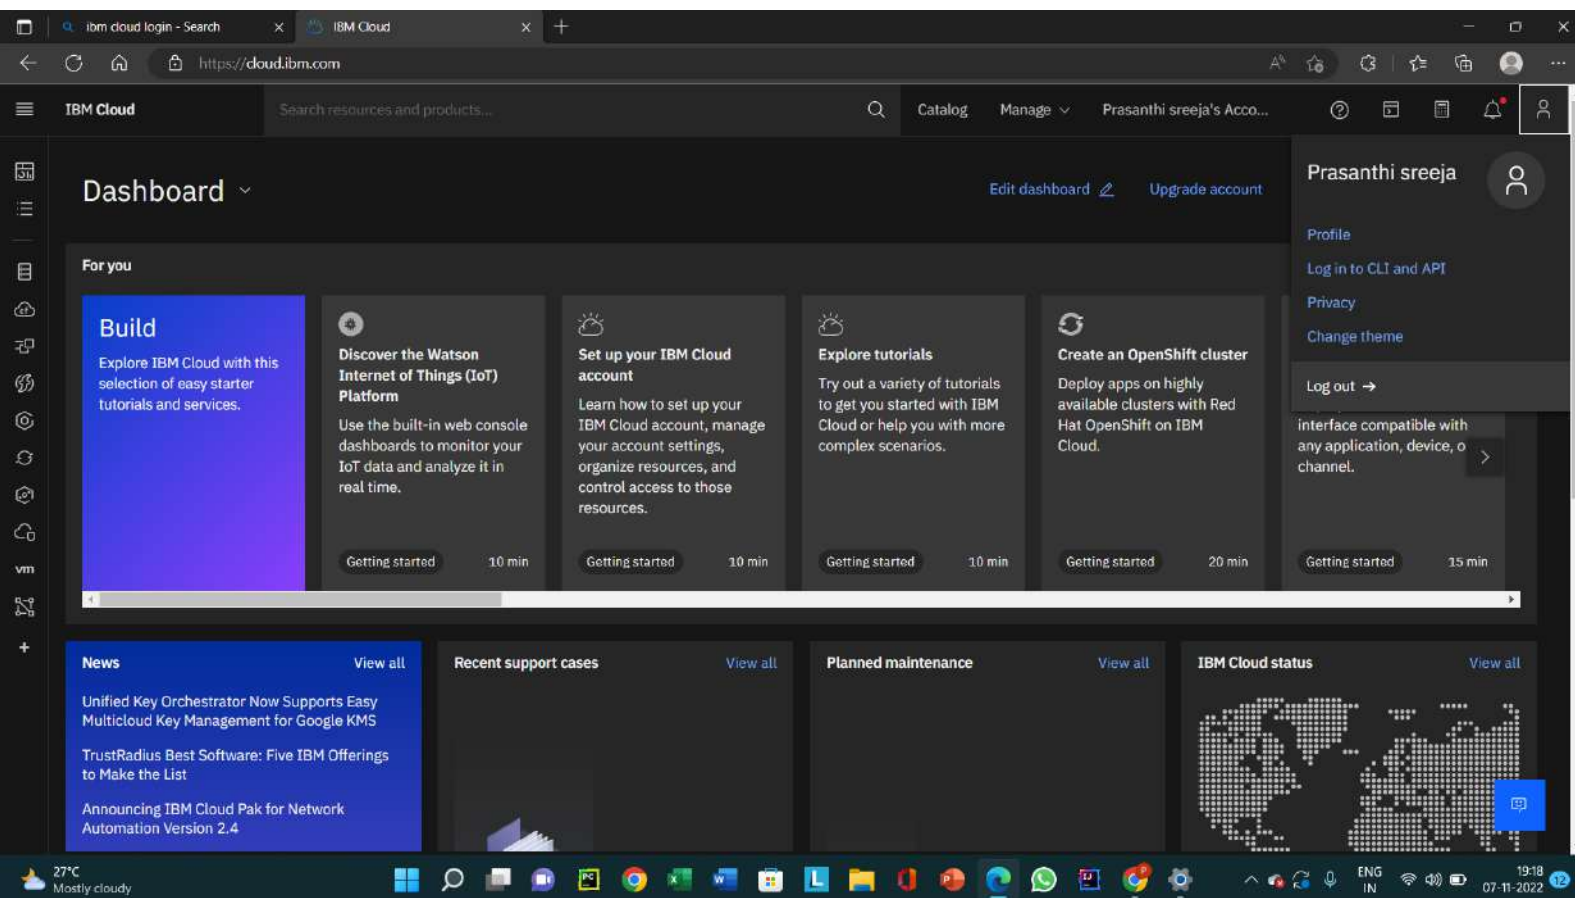 ibm cloud login - Search
IBM Cloud
https://cloud.ibm.com
IBM Cloud
Search resources and products...
Catalog
Manage
Prasanthi sreeja's Acco...
Dashboard
Edit dashboard
Upgrade account
Prasanthi sreeja
Profile
Log in to CLI and API
Privacy
Change theme
Log out →
For you
Build
Explore IBM Cloud with this
selection of easy starter
tutorials and services.
Discover the Watson
Internet of Things (IoT)
Platform
Use the built-in web console
dashboards to monitor your
IoT data and analyze it in
real time.
Getting started 10 min
Set up your IBM Cloud
account
Learn how to set up your
IBM Cloud account, manage
your account settings,
organize resources, and
control access to those
resources.
Getting started 10 min
Explore tutorials
Try out a variety of tutorials
to get you started with IBM
Cloud or help you with more
complex scenarios.
Getting started 10 min
Create an OpenShift cluster
Deploy apps on highly
available clusters with Red
Hat OpenShift on IBM
Cloud.
Getting started 20 min
interface compatible with
any application, device, o
channel.
Getting started 15 min
vm
News View all
Unified Key Orchestrator Now Supports Easy
Multicloud Key Management for Google KMS
TrustRadius Best Software: Five IBM Offerings
to Make the List
Announcing IBM Cloud Pak for Network
Automation Version 2.4
Recent support cases View all
Planned maintenance View all
IBM Cloud status View all
27°C
Mostly cloudy
ENG
IN
19:18
07-11-2022
12